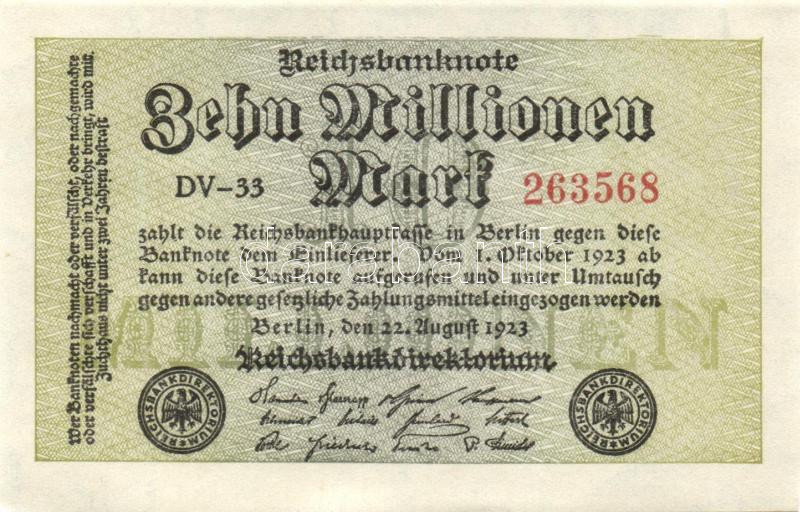 Reichsbanknote
Zehn Millionen
Mark
DV-33
263568
zahlt die Reichsbankhauptkasse in Berlin gegen diese
Banknote dem Einlieferer. Vom 1. Oktober 1923 ab
kann diese Banknote aufgerufen und unter Umtausch
gegen andere gesetzliche Zahlungsmittel eingezogen werden
Berlin, den 22. August 1923
Reichsbankdirektorium
REICHSBANKDIREKTORIUM
REICHSBANKDIREKTORIUM
Wer Banknoten nachmacht oder verfälscht, oder nachgemachte
oder verfälschte sich verschafft und in Verkehr bringt, wird mit
Zuchthaus nicht unter zwei Jahren bestraft